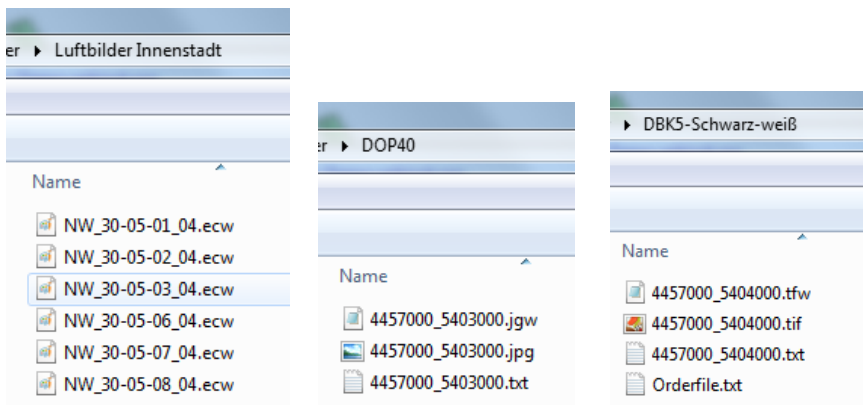 er ▸ Luftbilder Innenstadt
Name
NW_30-05-01_04.ecw
NW_30-05-02_04.ecw
NW_30-05-03_04.ecw
NW_30-05-06_04.ecw
NW_30-05-07_04.ecw
NW_30-05-08_04.ecw
r ▸ DOP40
Name
4457000_5403000.jgw
4457000_5403000.jpg
4457000_5403000.txt
▸ DBK5-Schwarz-weiß
Name
4457000_5404000.tfw
4457000_5404000.tif
4457000_5404000.txt
Orderfile.txt